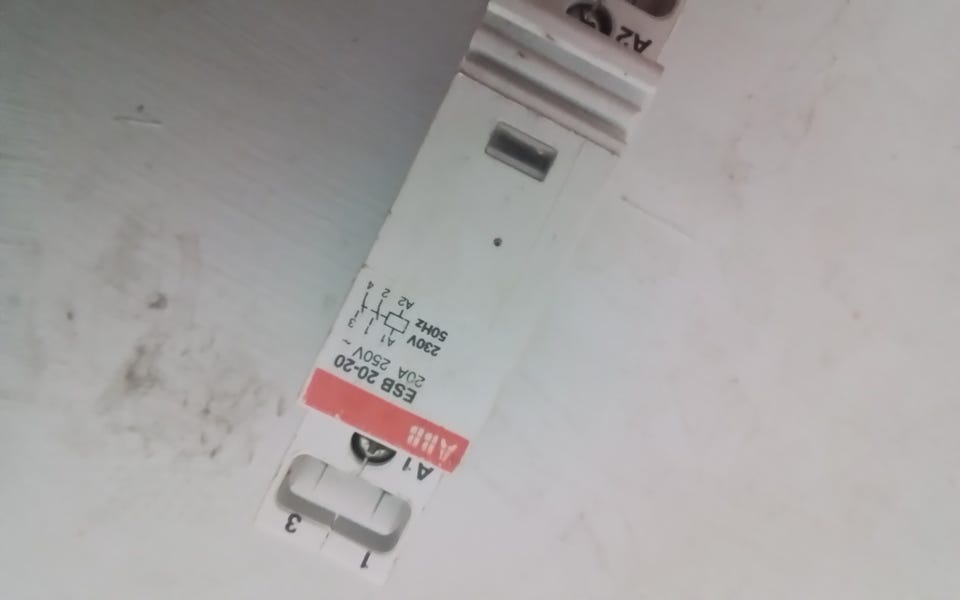 1 3
A1
ABB
ESB 20-20
20A 250V ~
230V
50Hz
A1 1 3
A2 2 4
A2